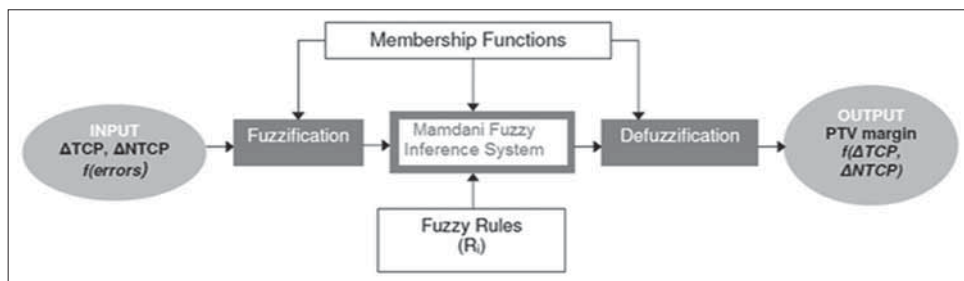 Membership Functions
INPUT
ΔTCP, ΔNTCP
f(errors)
Fuzzification
Mamdani Fuzzy
Inference System
Defuzzification
OUTPUT
PTV margin
f(ΔTCP,
ΔNTCP)
Fuzzy Rules
(Ri)